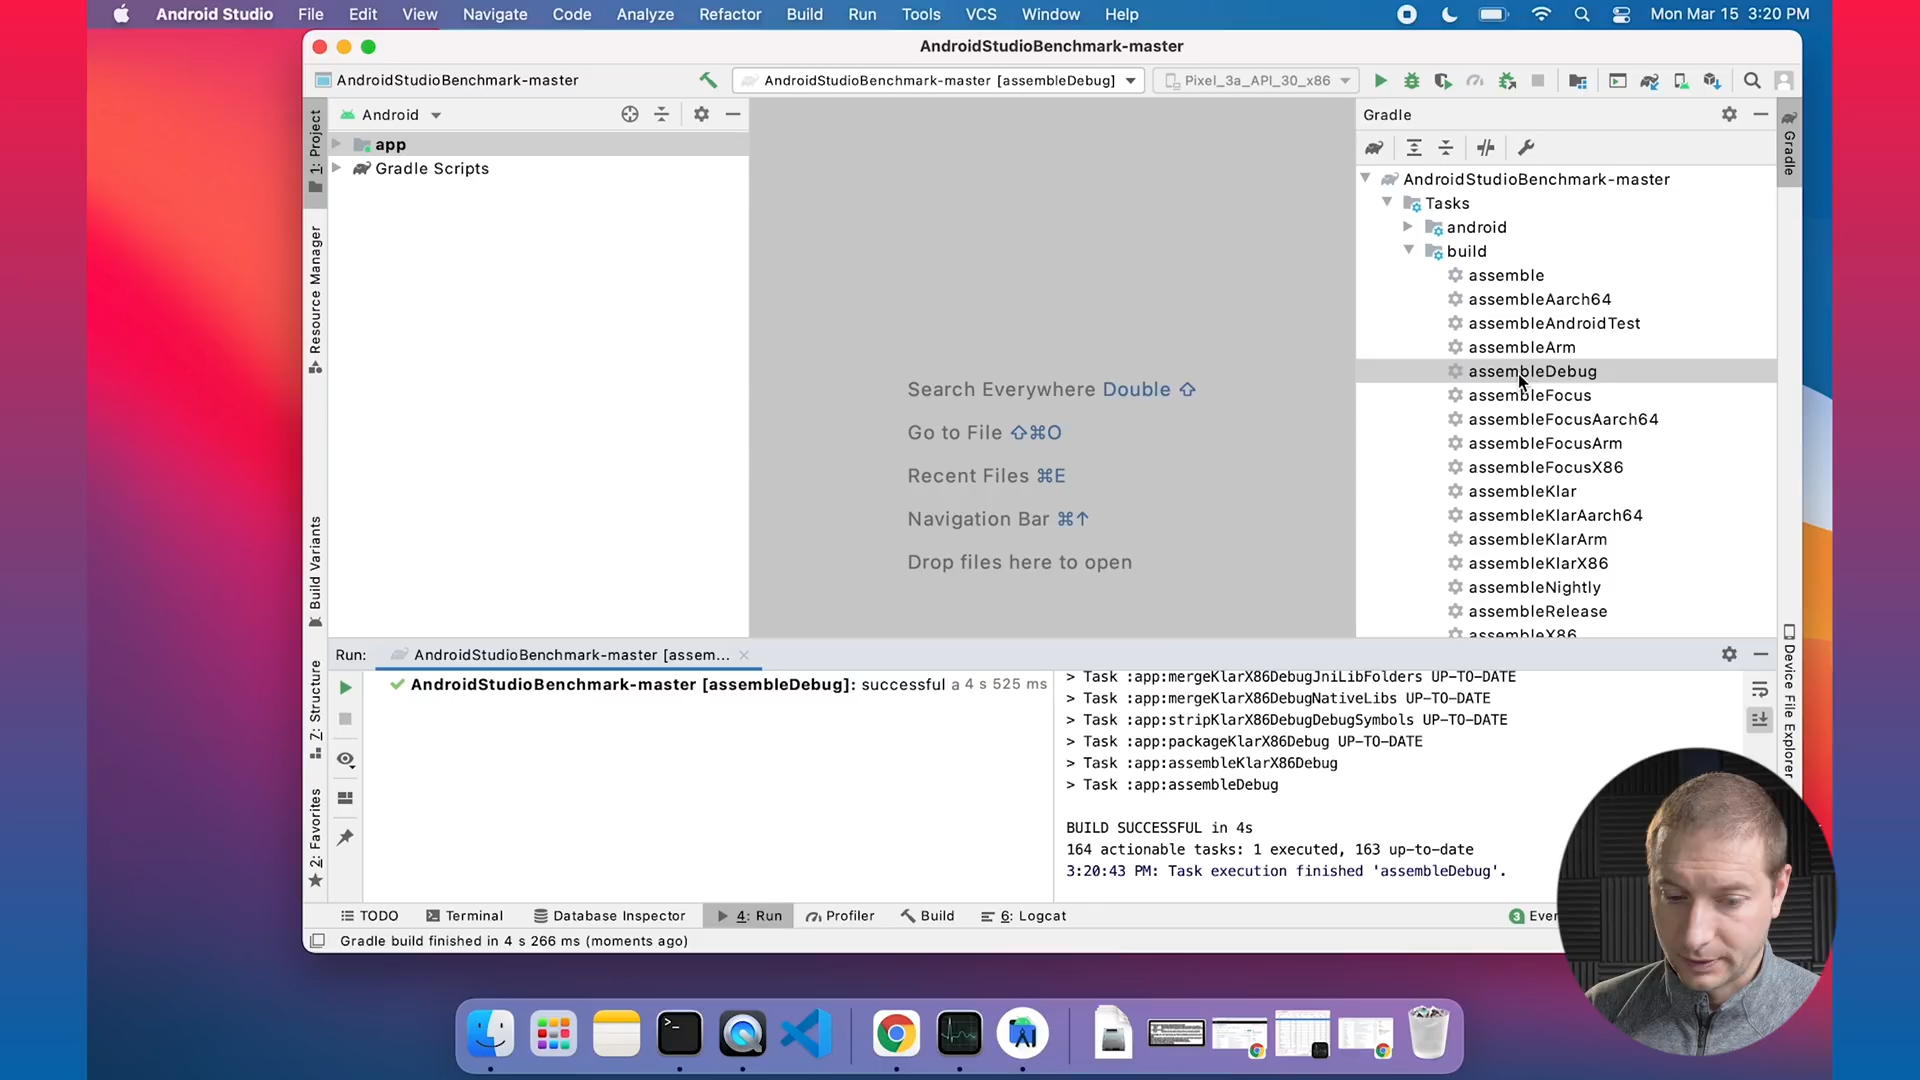 Android Studio File Edit View Navigate Code Analyze Refactor Build Run Tools VCS Window Help Mon Mar 15 3:20 PM
AndroidStudioBenchmark-master
AndroidStudioBenchmark-master AndroidStudioBenchmark-master [assembleDebug] Pixel_3a_API_30_x86
1: Project
Resource Manager
Build Variants
7: Structure
2: Favorites
Android
app
Gradle Scripts
Search Everywhere Double ⇧
Go to File ⇧⌘O
Recent Files ⌘E
Navigation Bar ⌘↑
Drop files here to open
Gradle
AndroidStudioBenchmark-master
Tasks
android
build
assemble
assembleAarch64
assembleAndroidTest
assembleArm
assembleDebug
assembleFocus
assembleFocusAarch64
assembleFocusArm
assembleFocusX86
assembleKlar
assembleKlarAarch64
assembleKlarArm
assembleKlarX86
assembleNightly
assembleRelease
assembleX86
Gradle
Device File Explorer
Run: AndroidStudioBenchmark-master [assem...
AndroidStudioBenchmark-master [assembleDebug]: successful a 4 s 525 ms
> Task :app:mergeKlarX86DebugJniLibFolders UP-TO-DATE
> Task :app:mergeKlarX86DebugNativeLibs UP-TO-DATE
> Task :app:stripKlarX86DebugDebugSymbols UP-TO-DATE
> Task :app:packageKlarX86Debug UP-TO-DATE
> Task :app:assembleKlarX86Debug
> Task :app:assembleDebug
BUILD SUCCESSFUL in 4s
164 actionable tasks: 1 executed, 163 up-to-date
3:20:43 PM: Task execution finished 'assembleDebug'.
TODO Terminal Database Inspector 4: Run Profiler Build 6: Logcat 3 Even
Gradle build finished in 4 s 266 ms (moments ago)